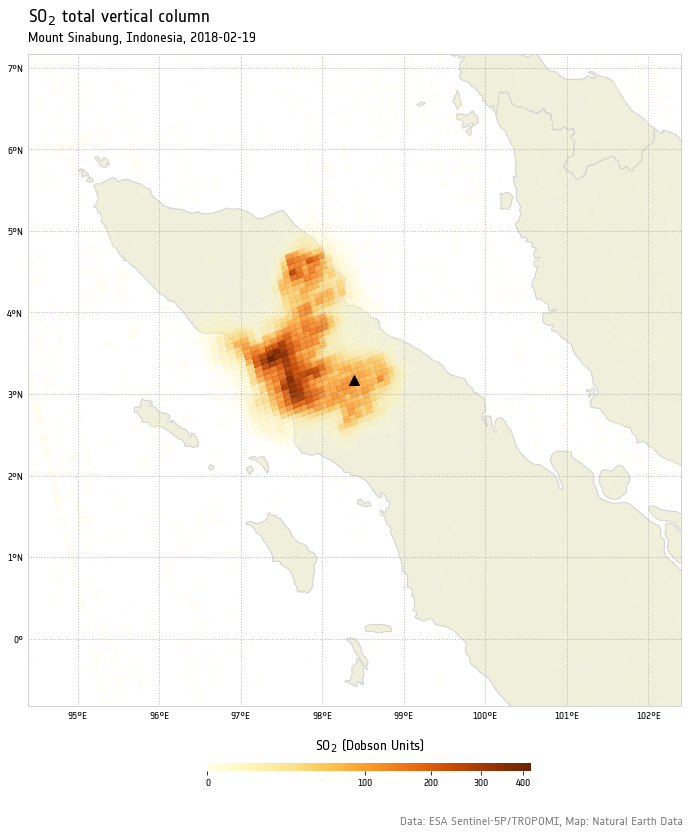 SO₂ total vertical column
Mount Sinabung, Indonesia, 2018-02-19
7°N
6°N
5°N
4°N
3°N
2°N
1°N
0°
95°E 96°E 97°E 98°E 99°E 100°E 101°E 102°E
SO₂ (Dobson Units)
0 100 200 300 400
Data: ESA Sentinel-5P/TROPOMI, Map: Natural Earth Data